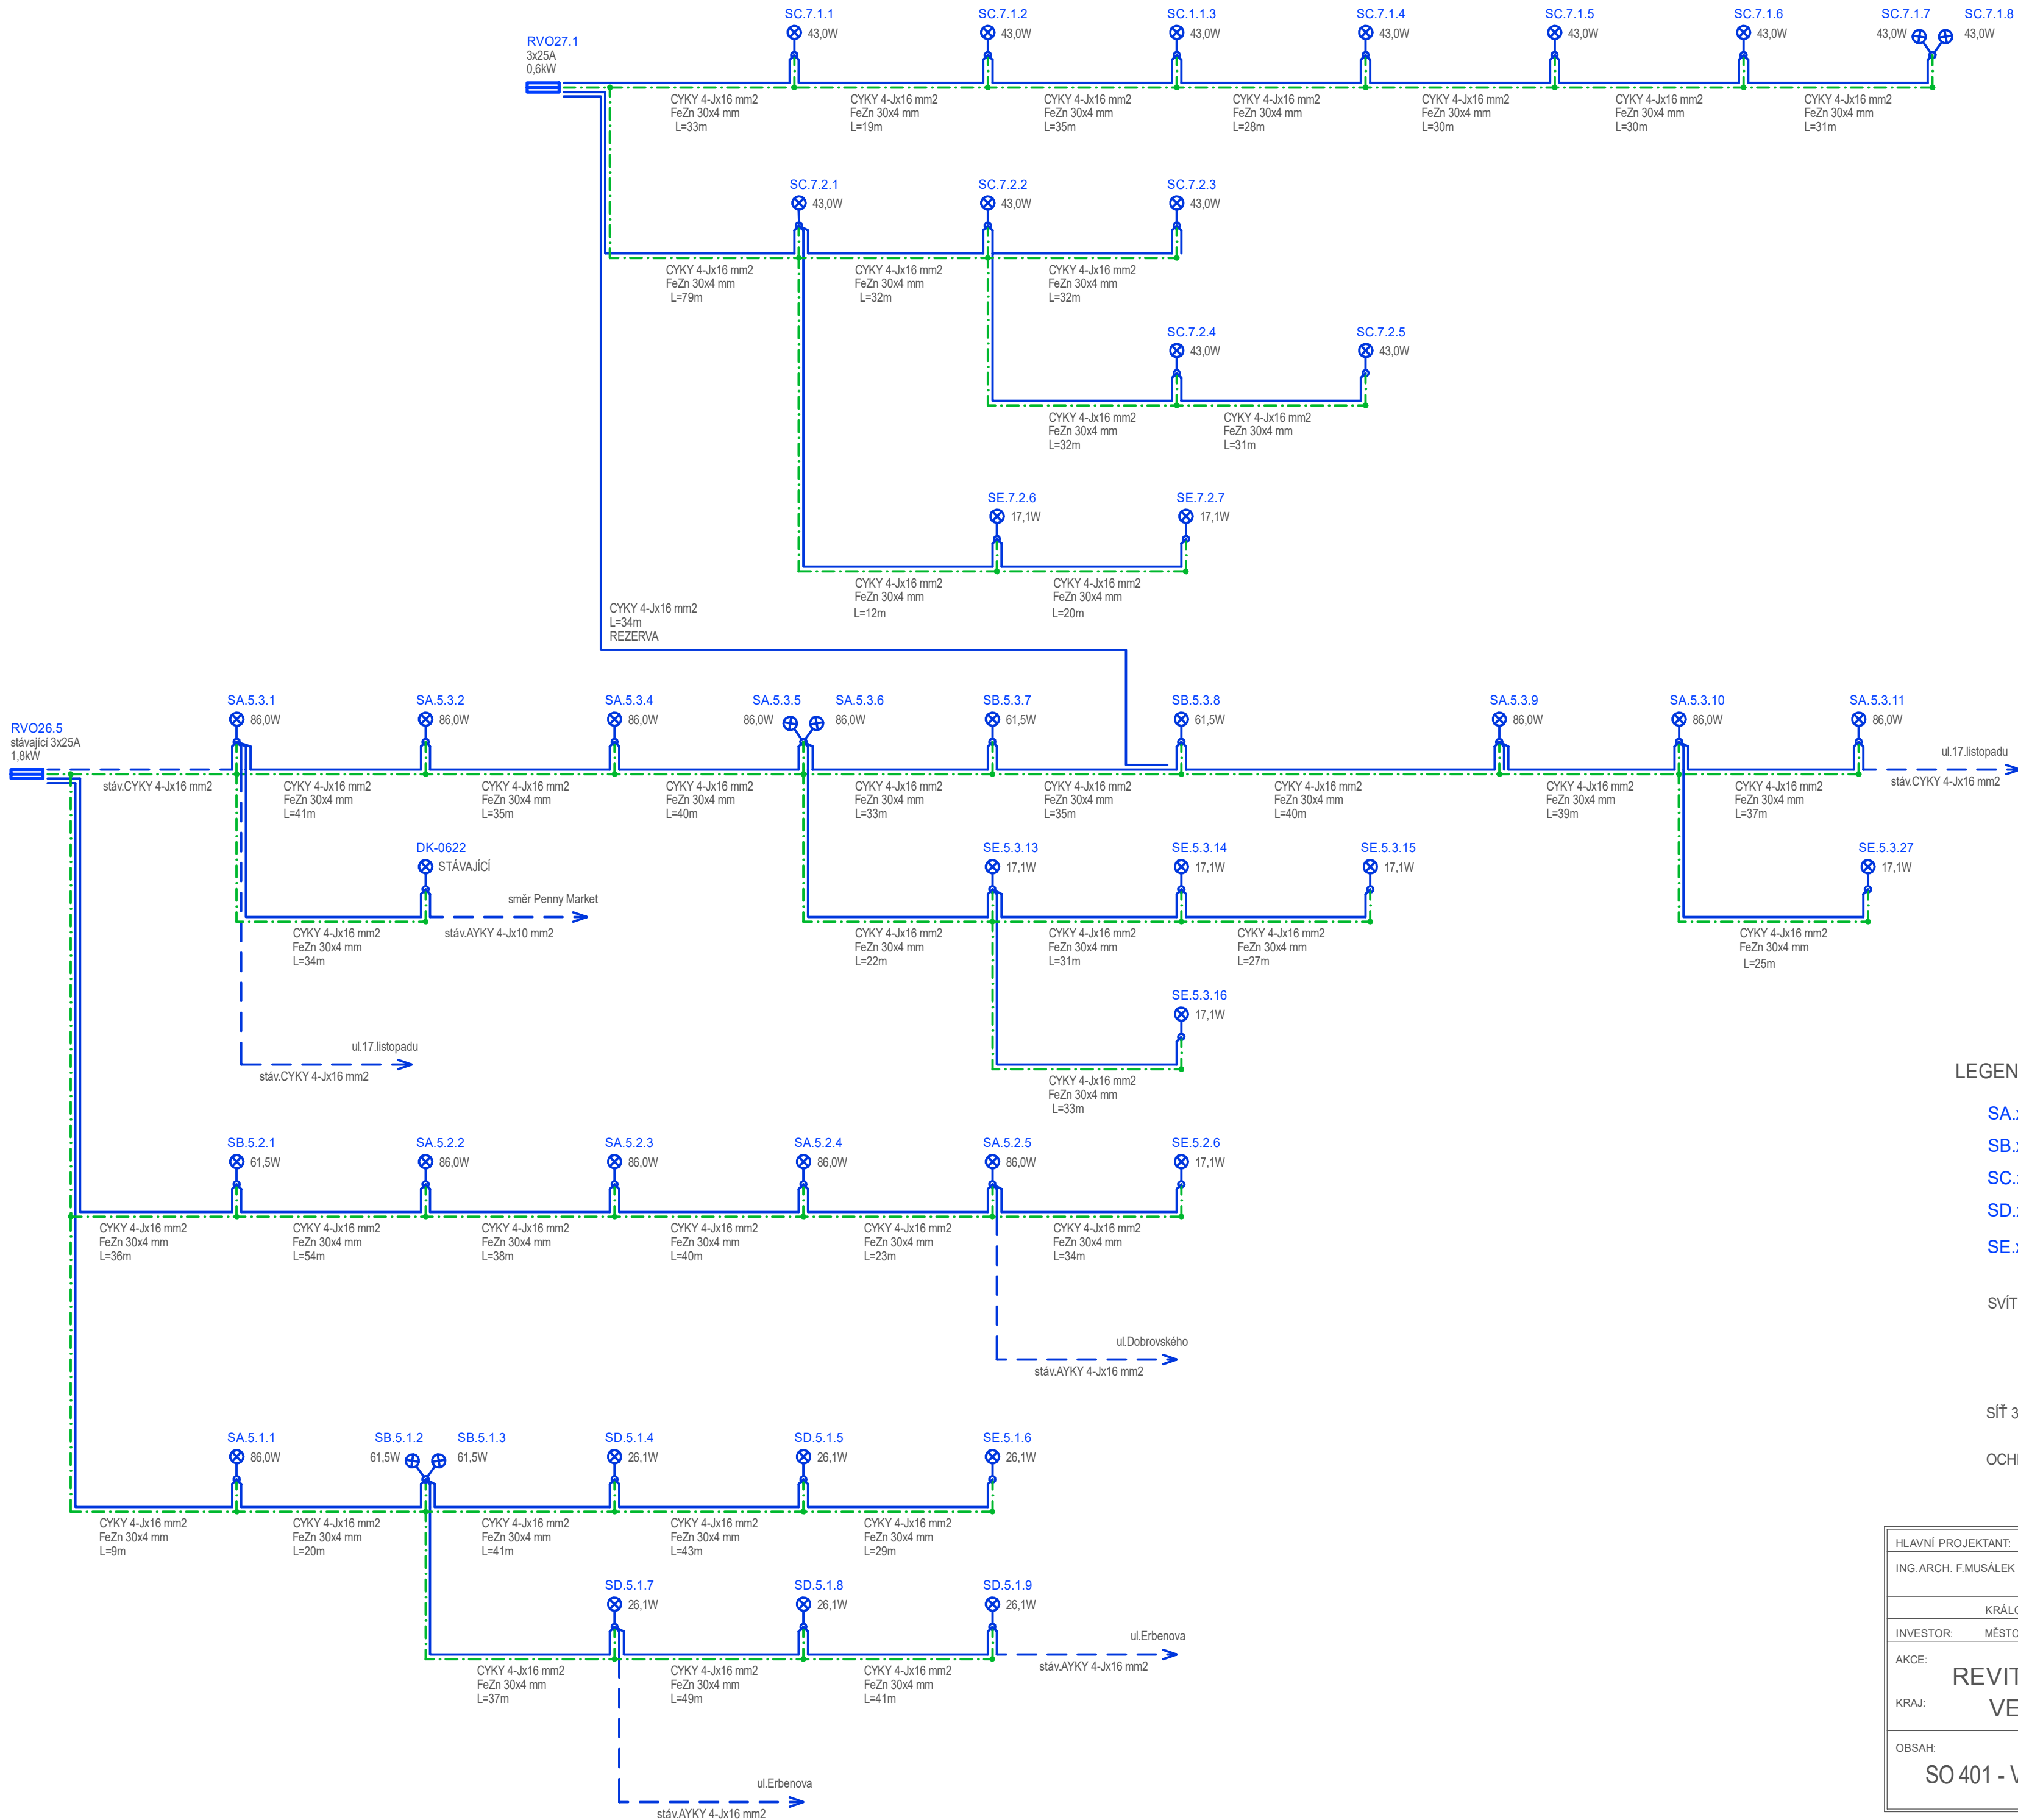 SC.7.1.1
43,0W
SC.7.1.2
43,0W
SC.1.1.3
43,0W
SC.7.1.4
43,0W
SC.7.1.5
43,0W
SC.7.1.6
43,0W
SC.7.1.7
43,0W
SC.7.1.8
43,0W
RVO27.1
3x25A
0,6kW
CYKY 4-Jx16 mm2
FeZn 30x4 mm
L=33m
CYKY 4-Jx16 mm2
FeZn 30x4 mm
L=19m
CYKY 4-Jx16 mm2
FeZn 30x4 mm
L=35m
CYKY 4-Jx16 mm2
FeZn 30x4 mm
L=28m
CYKY 4-Jx16 mm2
FeZn 30x4 mm
L=30m
CYKY 4-Jx16 mm2
FeZn 30x4 mm
L=30m
CYKY 4-Jx16 mm2
FeZn 30x4 mm
L=31m
SC.7.2.1
43,0W
SC.7.2.2
43,0W
SC.7.2.3
43,0W
CYKY 4-Jx16 mm2
FeZn 30x4 mm
L=79m
CYKY 4-Jx16 mm2
FeZn 30x4 mm
L=32m
CYKY 4-Jx16 mm2
FeZn 30x4 mm
L=32m
SC.7.2.4
43,0W
SC.7.2.5
43,0W
CYKY 4-Jx16 mm2
FeZn 30x4 mm
L=32m
CYKY 4-Jx16 mm2
FeZn 30x4 mm
L=31m
SE.7.2.6
17,1W
SE.7.2.7
17,1W
CYKY 4-Jx16 mm2
FeZn 30x4 mm
L=12m
CYKY 4-Jx16 mm2
FeZn 30x4 mm
L=20m
CYKY 4-Jx16 mm2
L=34m
REZERVA
RVO26.5
stávající 3x25A
1,8kW
SA.5.3.1
86,0W
SA.5.3.2
86,0W
SA.5.3.4
86,0W
SA.5.3.5
86,0W
SA.5.3.6
86,0W
SB.5.3.7
61,5W
SB.5.3.8
61,5W
SA.5.3.9
86,0W
SA.5.3.10
86,0W
SA.5.3.11
86,0W
ul.17.listopadu
stáv.CYKY 4-Jx16 mm2
stáv.CYKY 4-Jx16 mm2
CYKY 4-Jx16 mm2
FeZn 30x4 mm
L=41m
CYKY 4-Jx16 mm2
FeZn 30x4 mm
L=35m
CYKY 4-Jx16 mm2
FeZn 30x4 mm
L=40m
CYKY 4-Jx16 mm2
FeZn 30x4 mm
L=33m
CYKY 4-Jx16 mm2
FeZn 30x4 mm
L=35m
CYKY 4-Jx16 mm2
FeZn 30x4 mm
L=40m
CYKY 4-Jx16 mm2
FeZn 30x4 mm
L=39m
CYKY 4-Jx16 mm2
FeZn 30x4 mm
L=37m
DK-0622
STÁVAJÍCÍ
směr Penny Market
stáv.AYKY 4-Jx10 mm2
CYKY 4-Jx16 mm2
FeZn 30x4 mm
L=34m
SE.5.3.13
17,1W
SE.5.3.14
17,1W
SE.5.3.15
17,1W
SE.5.3.27
17,1W
CYKY 4-Jx16 mm2
FeZn 30x4 mm
L=22m
CYKY 4-Jx16 mm2
FeZn 30x4 mm
L=31m
CYKY 4-Jx16 mm2
FeZn 30x4 mm
L=27m
CYKY 4-Jx16 mm2
FeZn 30x4 mm
L=25m
SE.5.3.16
17,1W
ul.17.listopadu
stáv.CYKY 4-Jx16 mm2
CYKY 4-Jx16 mm2
FeZn 30x4 mm
L=33m
SB.5.2.1
61,5W
SA.5.2.2
86,0W
SA.5.2.3
86,0W
SA.5.2.4
86,0W
SA.5.2.5
86,0W
SE.5.2.6
17,1W
CYKY 4-Jx16 mm2
FeZn 30x4 mm
L=36m
CYKY 4-Jx16 mm2
FeZn 30x4 mm
L=54m
CYKY 4-Jx16 mm2
FeZn 30x4 mm
L=38m
CYKY 4-Jx16 mm2
FeZn 30x4 mm
L=40m
CYKY 4-Jx16 mm2
FeZn 30x4 mm
L=23m
CYKY 4-Jx16 mm2
FeZn 30x4 mm
L=34m
ul.Dobrovského
stáv.AYKY 4-Jx16 mm2
SA.5.1.1
86,0W
SB.5.1.2
61,5W
SB.5.1.3
61,5W
SD.5.1.4
26,1W
SD.5.1.5
26,1W
SE.5.1.6
26,1W
CYKY 4-Jx16 mm2
FeZn 30x4 mm
L=9m
CYKY 4-Jx16 mm2
FeZn 30x4 mm
L=20m
CYKY 4-Jx16 mm2
FeZn 30x4 mm
L=41m
CYKY 4-Jx16 mm2
FeZn 30x4 mm
L=43m
CYKY 4-Jx16 mm2
FeZn 30x4 mm
L=29m
SD.5.1.7
26,1W
SD.5.1.8
26,1W
SD.5.1.9
26,1W
ul.Erbenova
stáv.AYKY 4-Jx16 mm2
CYKY 4-Jx16 mm2
FeZn 30x4 mm
L=37m
CYKY 4-Jx16 mm2
FeZn 30x4 mm
L=49m
CYKY 4-Jx16 mm2
FeZn 30x4 mm
L=41m
ul.Erbenova
stáv.AYKY 4-Jx16 mm2
LEGEN
SA.
SB.
SC.
SD.
SE.
SVÍT
SÍŤ 3
OCH
HLAVNÍ PROJEKTANT:
ING.ARCH. F.MUSÁLEK
KRÁLO
INVESTOR: MĚSTO
AKCE:
REVIT
KRAJ:
VE
OBSAH:
SO 401 - V